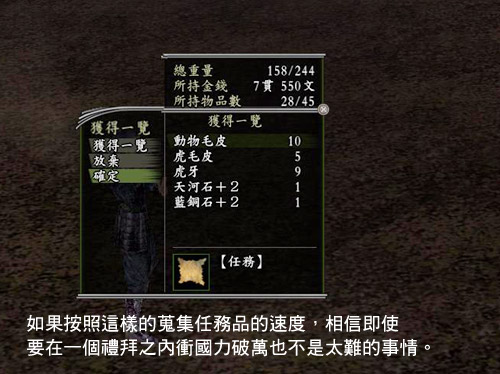 總重量 158/244
所持金錢 7貫 550文
所持物品數 28/45
獲得一覽
獲得一覽
放棄
確定
獲得一覽
動物毛皮 10
虎毛皮 5
虎牙 9
天河石＋2 1
藍銅石＋2 1
【任務】
如果按照這樣的蒐集任務品的速度，相信即使
要在一個禮拜之內衝國力破萬也不是太難的事情。